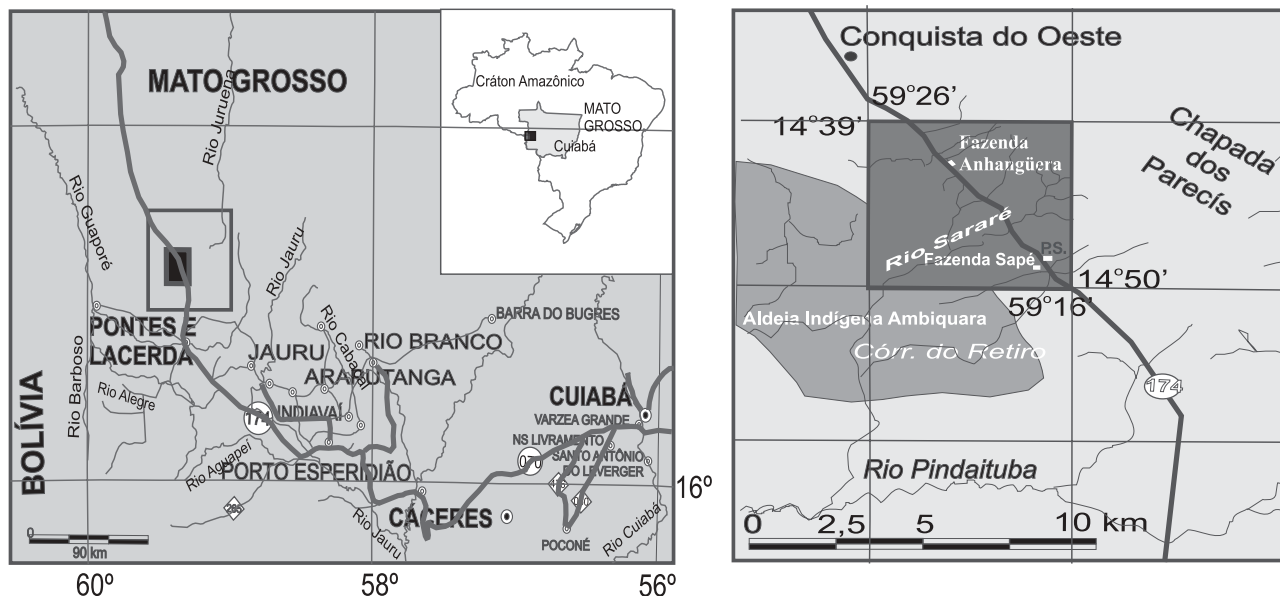 MATO GROSSO
Rio Juruena
Rio Guaporé
Rio Jauru
Rio Cabaçal
PONTES E
LACERDA
Rio Barboso
Rio Alegre
BOLÍVIA
JAURU
RIO BRANCO
ARAPUTANGA
BARRA DO BUGRES
INDIAVAÍ
174
Rio Aguapeí
PORTO ESPERIDIÃO
265
CUIABÁ
VARZEA GRANDE
NS LIVRAMENTO
SANTO ANTÔNIO
DO LEVERGER
070
CÁCERES
Rio Jauru
POCONÉ
Rio Cuiabá
0
90 km
60º
58º
56º
16º
Cráton Amazônico
MATO
GROSSO
Cuiabá
Conquista do Oeste
59°26'
14°39'
Fazenda
Anhangüera
Chapada
dos
Parecís
Rio Sararé
P.S.
Fazenda Sapé
14°50'
59°16'
Aldeia Indígena Ambiquara
Córr. do Retiro
174
Rio Pindaituba
0
2,5
5
10 km